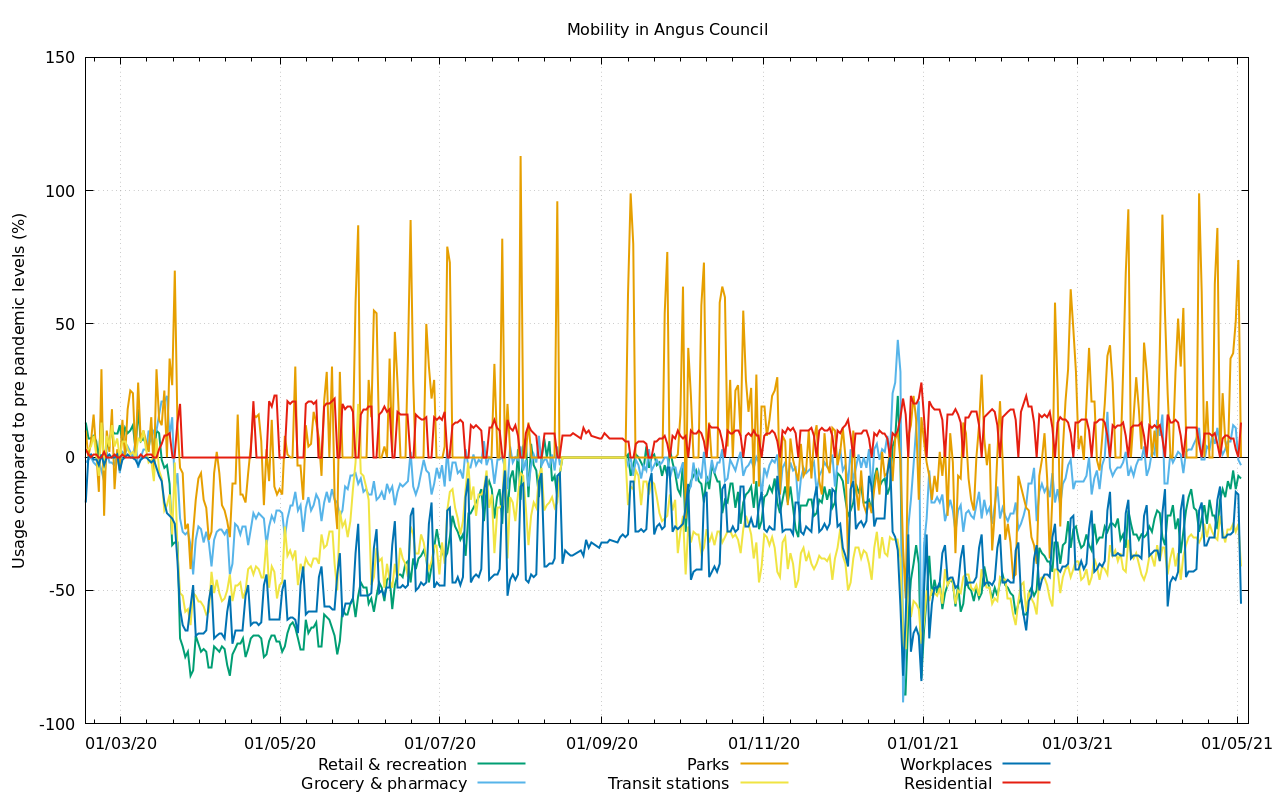 Mobility in Angus Council
Usage compared to pre pandemic levels (%)
150
100
50
0
-50
-100
01/03/20 01/05/20 01/07/20 01/09/20 01/11/20 01/01/21 01/03/21 01/05/21
Retail & recreation Parks Workplaces
Grocery & pharmacy Transit stations Residential